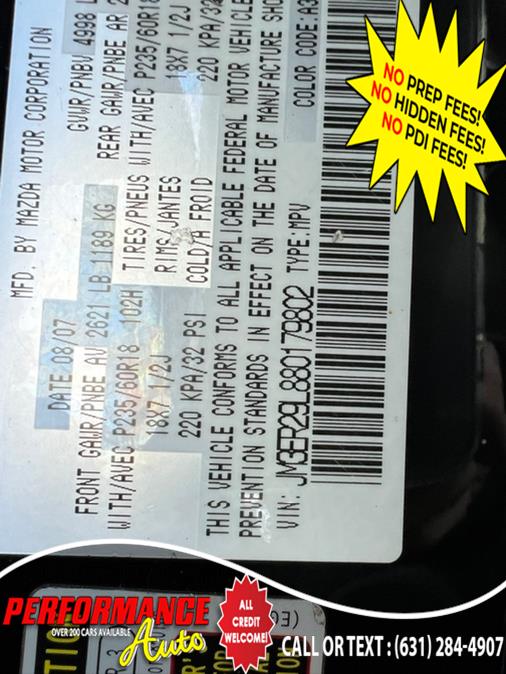 MFD. BY MAZDA MOTOR CORPORATION
DATE 08/07
GVWR/PNBV 4998 L
FRONT GAWR/PNBE AV 2621 LB 1189 KG
REAR GAWR/PNBE AR 2
WITH/AVEC P235/60R18 102H TIRES/PNEUS WITH/AVEC P235/60R18
18X7 1/2J RIMS/JANTES 18X7 1/2J
220 KPA/32 PSI COLD/A FROID 220 KPA/32
THIS VEHICLE CONFORMS TO ALL APPLICABLE FEDERAL MOTOR VEHICLE
PREVENTION STANDARDS IN EFFECT ON THE DATE OF MANUFACTURE SHO
VIN: JM3ER29L880179802 TYPE:MPV
COLOR CODE:A3
NO PREP FEES!
NO HIDDEN FEES!
NO PDI FEES!
PERFORMANCE
OVER 200 CARS AVAILABLE
Auto
ALL
CREDIT
WELCOME!
CALL OR TEXT : (631) 284-4907